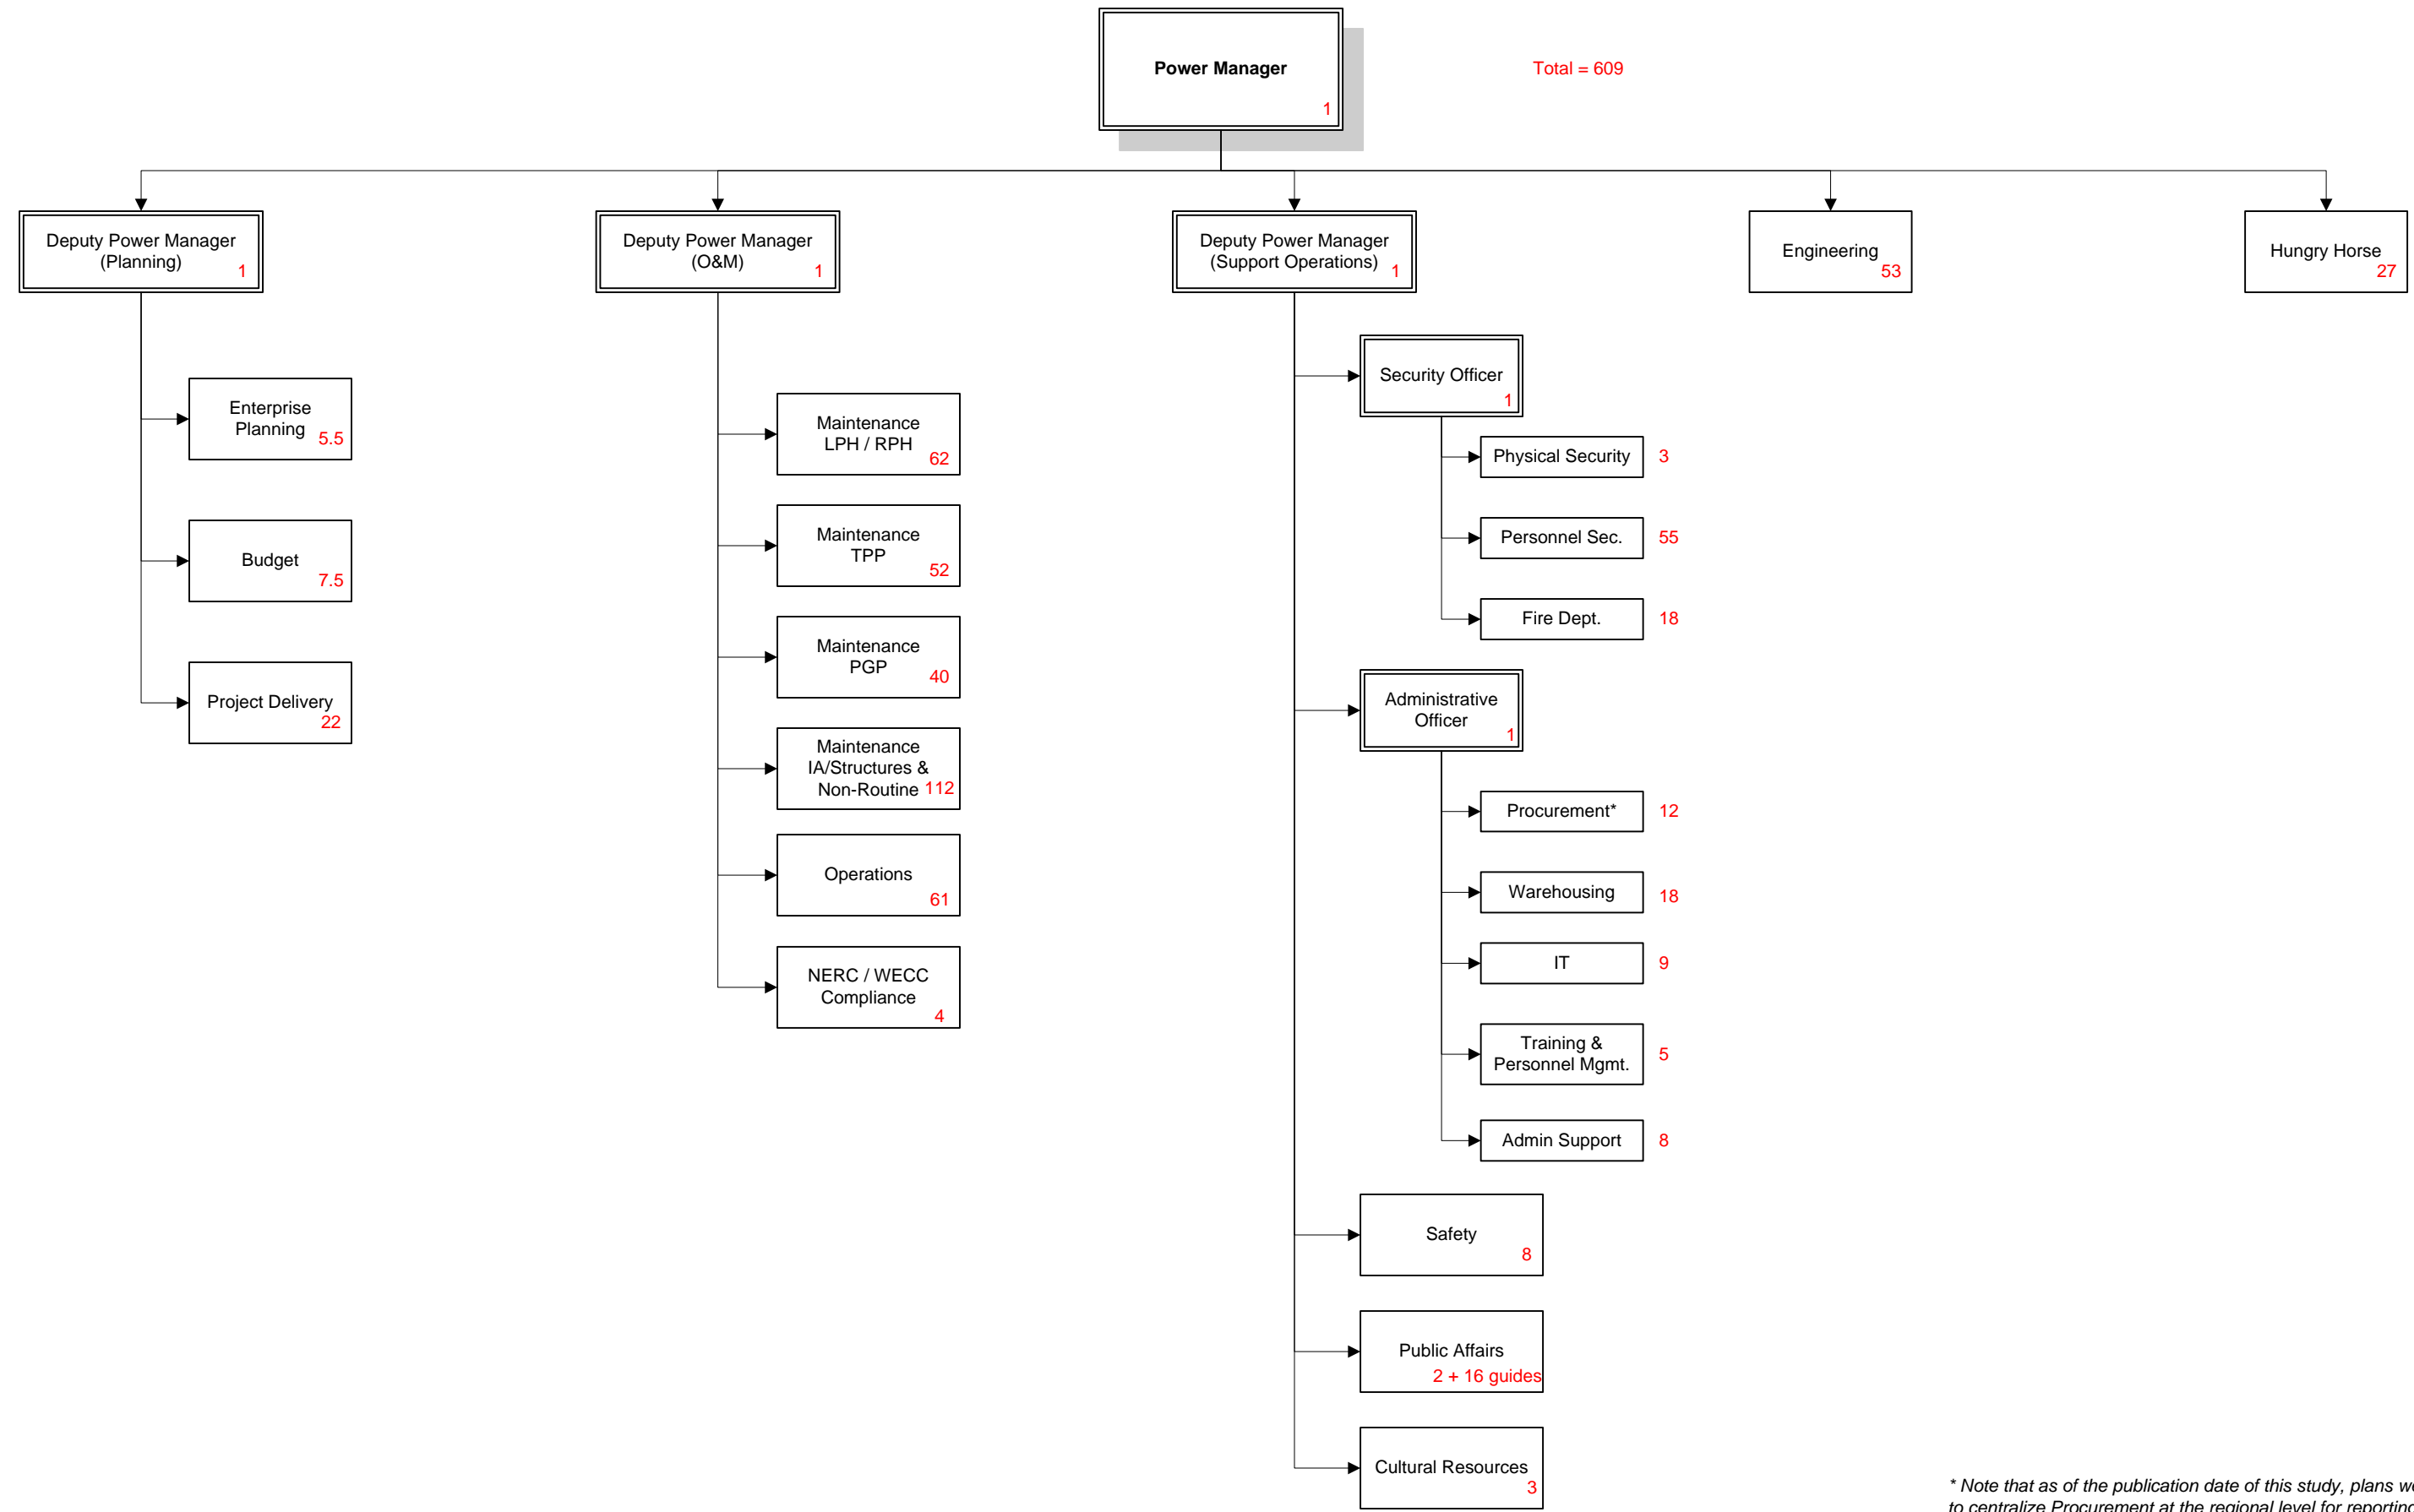 Power Manager
1
Total = 609
Deputy Power Manager
(Planning)
1
Deputy Power Manager
(O&M)
1
Deputy Power Manager
(Support Operations)
1
Engineering
53
Hungry Horse
27
Enterprise
Planning
5.5
Budget
7.5
Project Delivery
22
Maintenance
LPH / RPH
62
Maintenance
TPP
52
Maintenance
PGP
40
Maintenance
IA/Structures &
Non-Routine 112
Operations
61
NERC / WECC
Compliance
4
Security Officer
1
Physical Security 3
Personnel Sec. 55
Fire Dept. 18
Administrative
Officer
1
Procurement* 12
Warehousing 18
IT 9
Training &
Personnel Mgmt. 5
Admin Support 8
Safety
8
Public Affairs
2 + 16 guides
Cultural Resources
3
* Note that as of the publication date of this study, plans
to centralize Procurement at the regional level for reporting